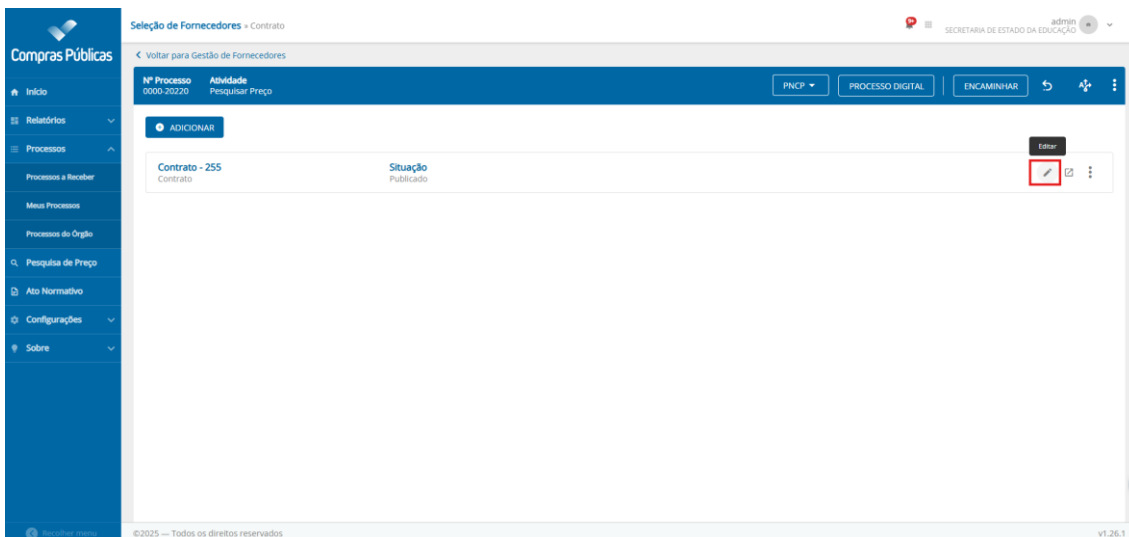 Compras Públicas
Início
Relatórios
Processos
Processos a Receber
Meus Processos
Processos do Órgão
Pesquisa de Preço
Ato Normativo
Configurações
Sobre
Recolher menu
Seleção de Fornecedores » Contrato
9+
admin
SECRETARIA DE ESTADO DA EDUCAÇÃO
Voltar para Gestão de Fornecedores
Nº Processo Atividade
0000-20220 Pesquisar Preço
PNCP PROCESSO DIGITAL ENCAMINHAR
ADICIONAR
Editar
Contrato - 255 Situação
Contrato Publicado
©2025 — Todos os direitos reservados v1.26.1